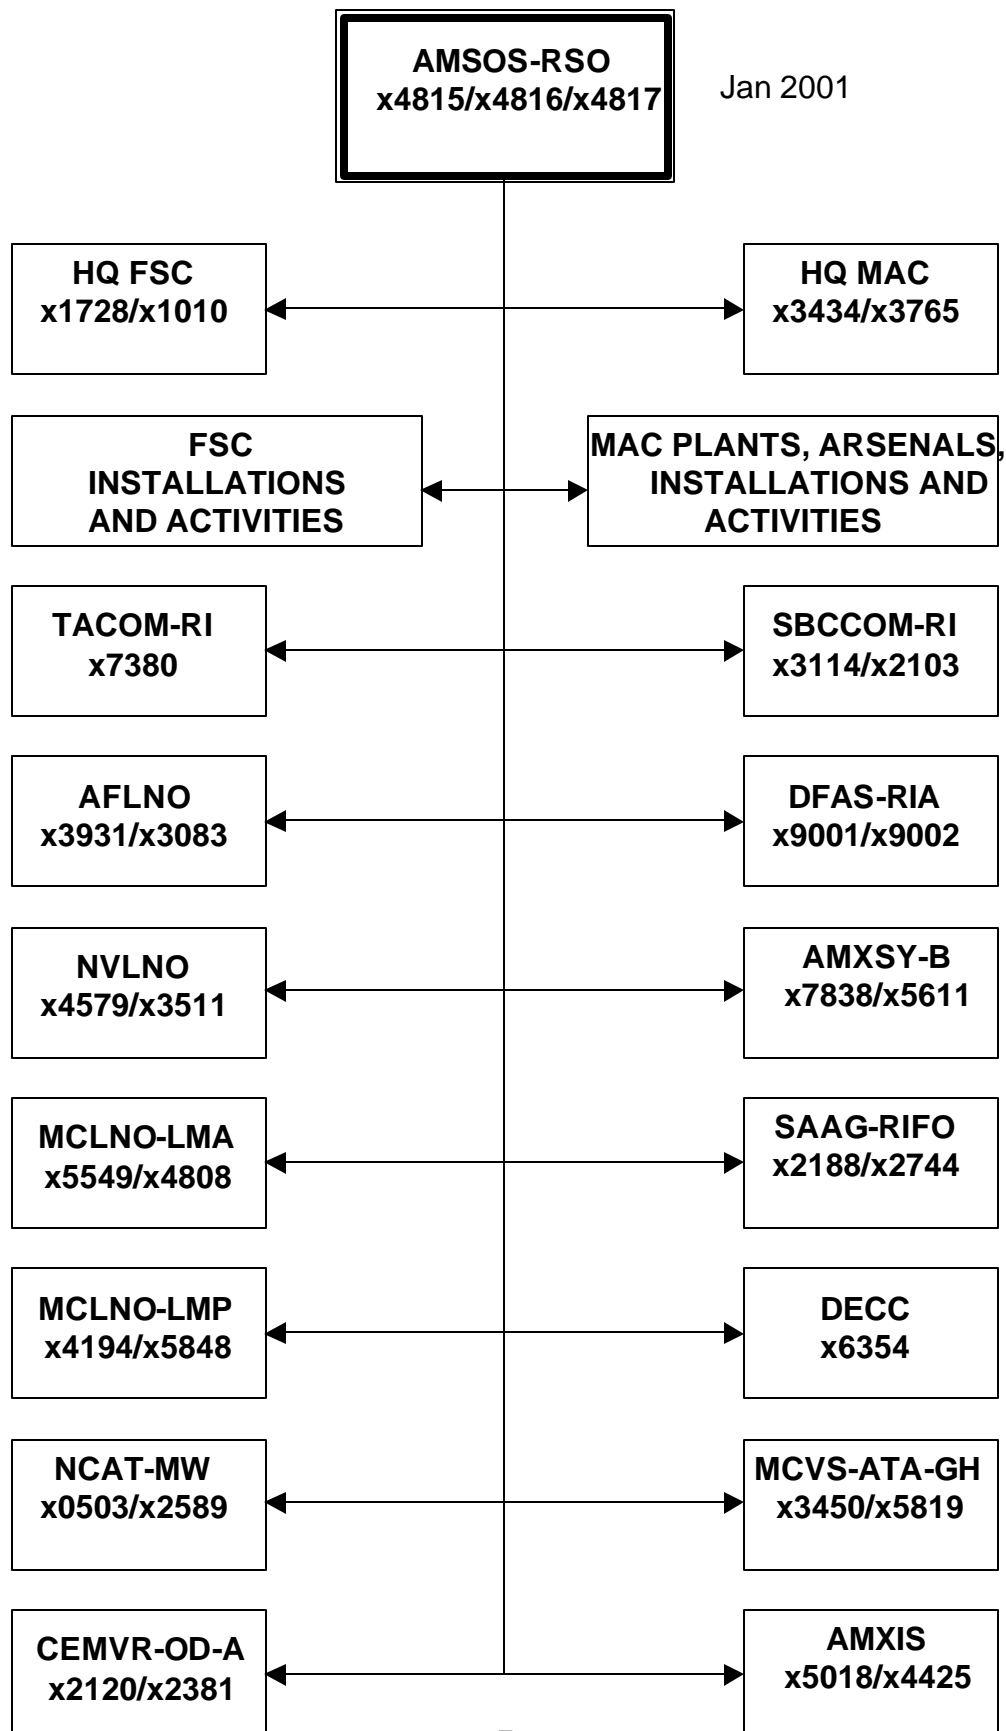 AMSOS-RSO
x4815/x4816/x4817
Jan 2001
HQ FSC
x1728/x1010
HQ MAC
x3434/x3765
FSC
INSTALLATIONS
AND ACTIVITIES
MAC PLANTS, ARSENALS,
INSTALLATIONS AND
ACTIVITIES
TACOM-RI
x7380
SBCCOM-RI
x3114/x2103
AFLNO
x3931/x3083
DFAS-RIA
x9001/x9002
NVLNO
x4579/x3511
AMXSY-B
x7838/x5611
MCLNO-LMA
x5549/x4808
SAAG-RIFO
x2188/x2744
MCLNO-LMP
x4194/x5848
DECC
x6354
NCAT-MW
x0503/x2589
MCVS-ATA-GH
x3450/x5819
CEMVR-OD-A
x2120/x2381
AMXIS
x5018/x4425